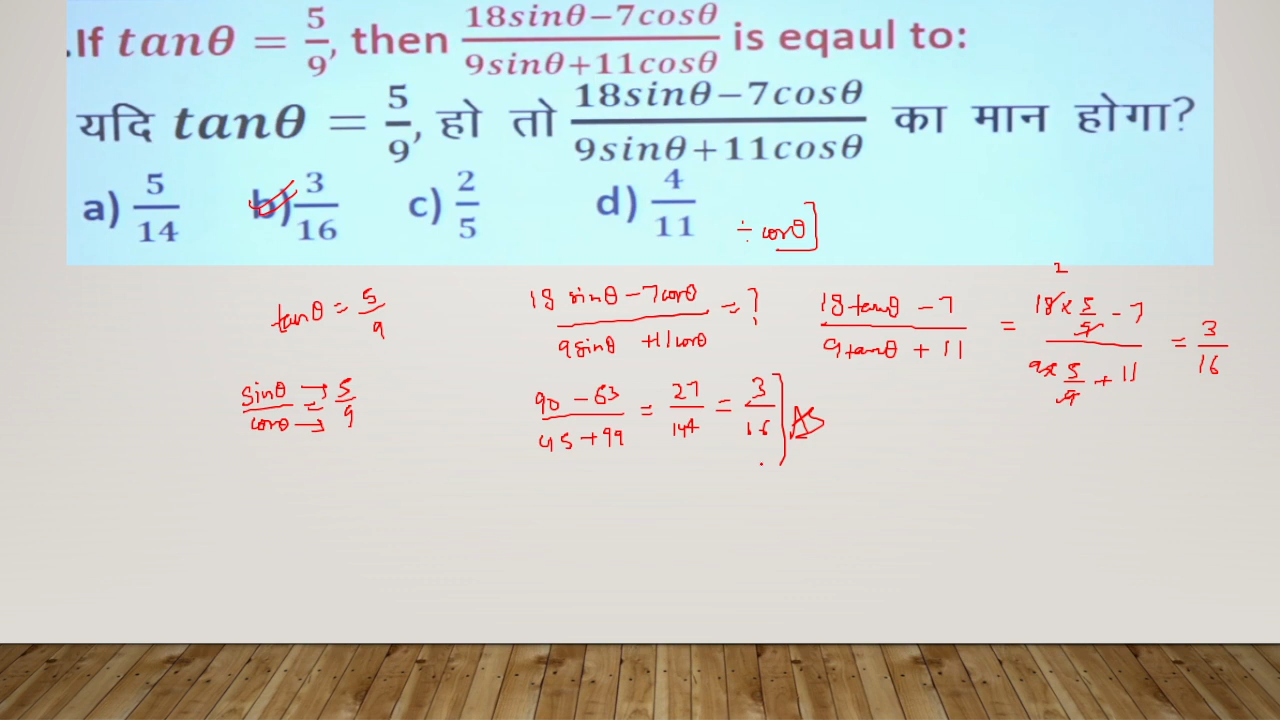 .If tanθ = 5/9, then (18sinθ−7cosθ)/(9sinθ+11cosθ) is eqaul to:
यदि tanθ = 5/9, हो तो (18sinθ−7cosθ)/(9sinθ+11cosθ) का मान होगा?
a) 5/14 b) 3/16 c) 2/5 d) 4/11
÷ cosθ]
tanθ = 5/9
(18 sinθ − 7cosθ)/(9sinθ + 11cosθ) = ?
(18tanθ − 7)/(9tanθ + 11) = (18× 5/9 − 7)/(9× 5/9 + 11) = 3/16
2
sinθ/cosθ = 5/9
(90 − 63)/(45 + 99) = 27/144 = 3/16]